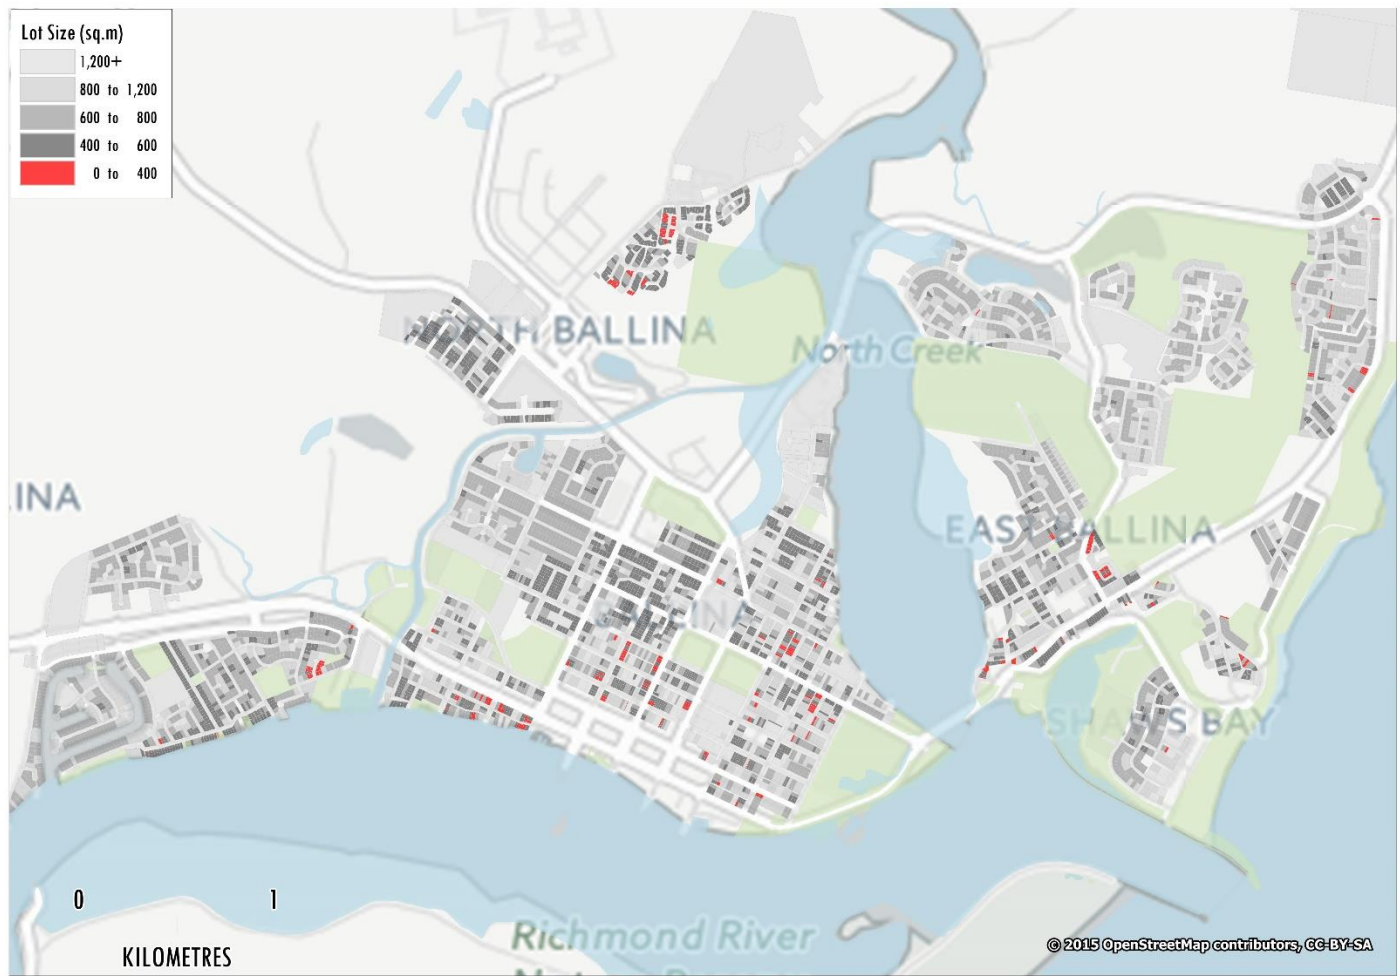 Lot Size (sq.m)
1,200+
800 to 1,200
600 to 800
400 to 600
0 to 400
NORTH BALLINA
North Creek
INA
EAST BALLINA
BALLINA
SHAWS BAY
0 1
KILOMETRES
Richmond River
© 2015 OpenStreetMap contributors, CC-BY-SA